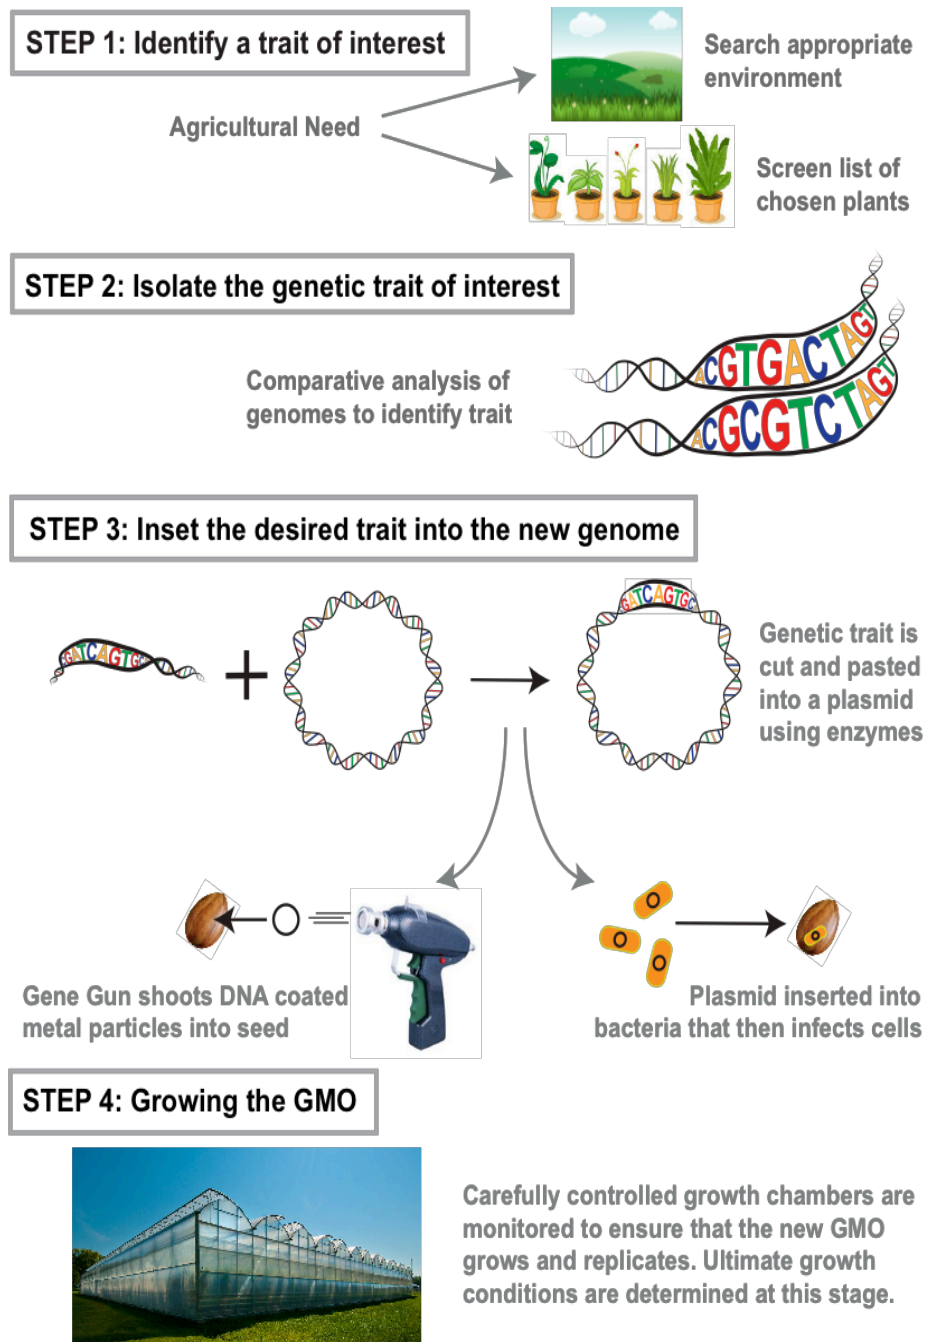 STEP 1: Identify a trait of interest
Agricultural Need
Search appropriate
environment
Screen list of
chosen plants
STEP 2: Isolate the genetic trait of interest
Comparative analysis of
genomes to identify trait
ACGTGACTAGT
ACGCGTCTAGT
STEP 3: Inset the desired trait into the new genome
GATCAGTGC
+
GATCAGTGC
Genetic trait is
cut and pasted
into a plasmid
using enzymes
Gene Gun shoots DNA coated
metal particles into seed
Plasmid inserted into
bacteria that then infects cells
STEP 4: Growing the GMO
Carefully controlled growth chambers are
monitored to ensure that the new GMO
grows and replicates. Ultimate growth
conditions are determined at this stage.